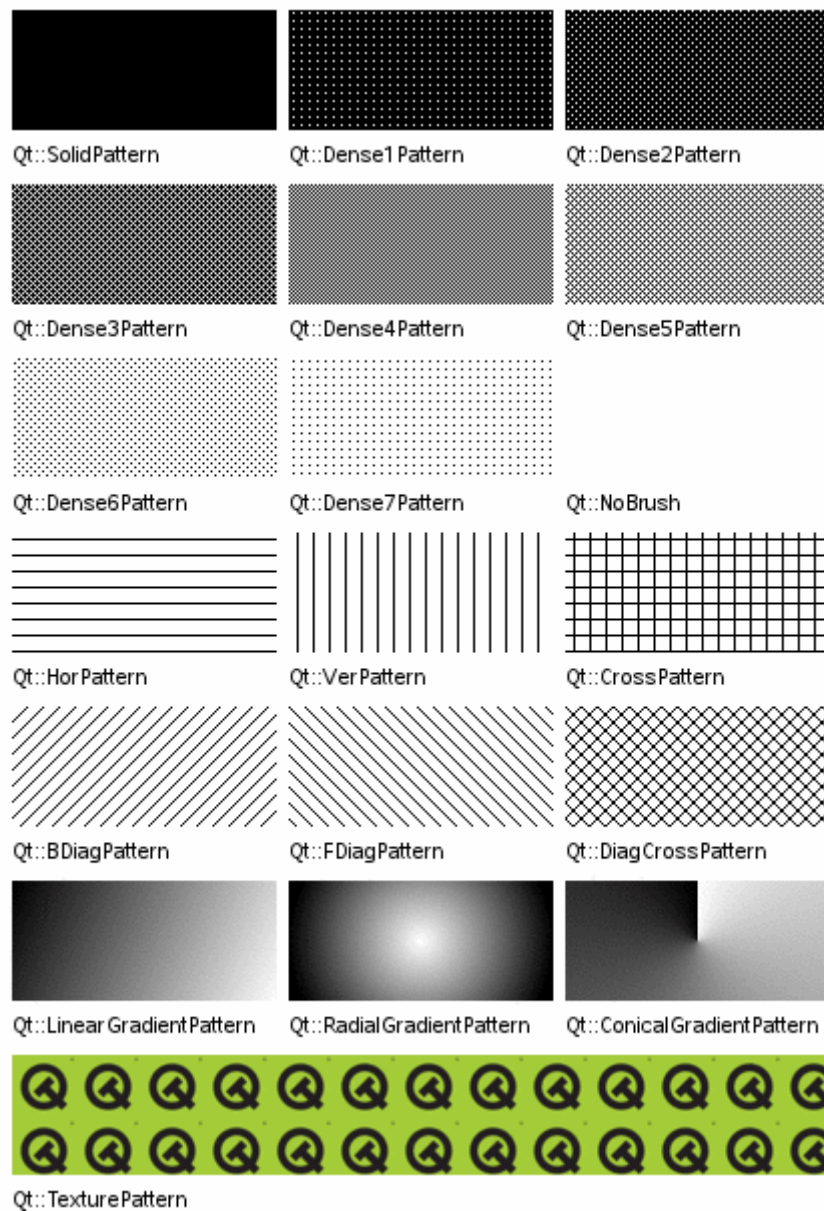 Qt::SolidPattern Qt::Dense1Pattern Qt::Dense2Pattern
Qt::Dense3Pattern Qt::Dense4Pattern Qt::Dense5Pattern
Qt::Dense6Pattern Qt::Dense7Pattern Qt::NoBrush
Qt::HorPattern Qt::VerPattern Qt::CrossPattern
Qt::BDiagPattern Qt::FDiagPattern Qt::DiagCrossPattern
Qt::LinearGradientPattern Qt::RadialGradientPattern Qt::ConicalGradientPattern
Qt::TexturePattern